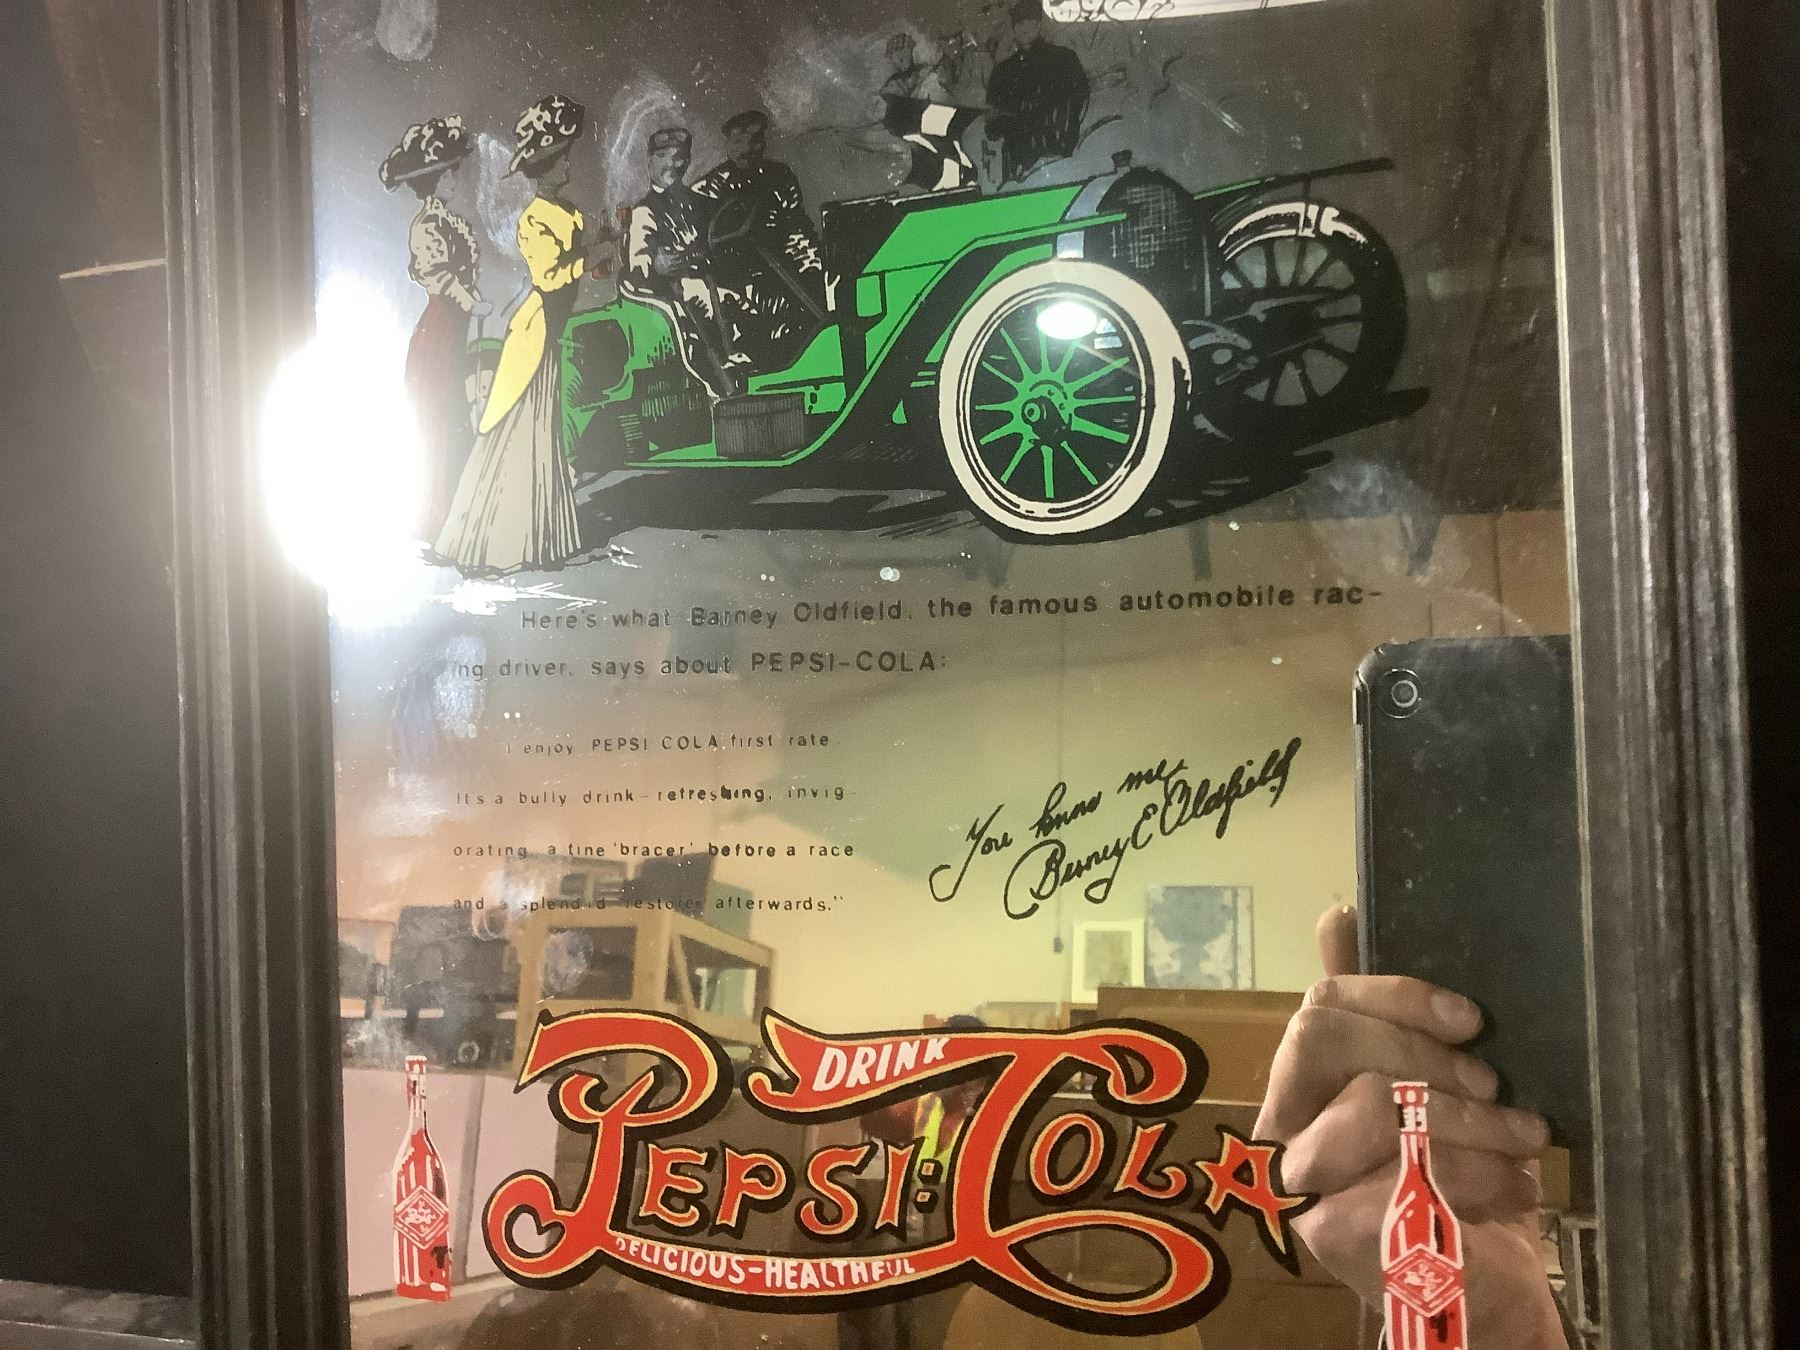 Here's what Barney Oldfield, the famous automobile rac-
ing driver, says about PEPSI-COLA:
I enjoy PEPSI COLA first rate
It's a bully drink-refreshing, invig-
orating, a fine 'bracer' before a race
and a splendid restorer afterwards."
You know me
Barney E Oldfield
DRINK
PEPSI:COLA
DELICIOUS-HEALTHFUL